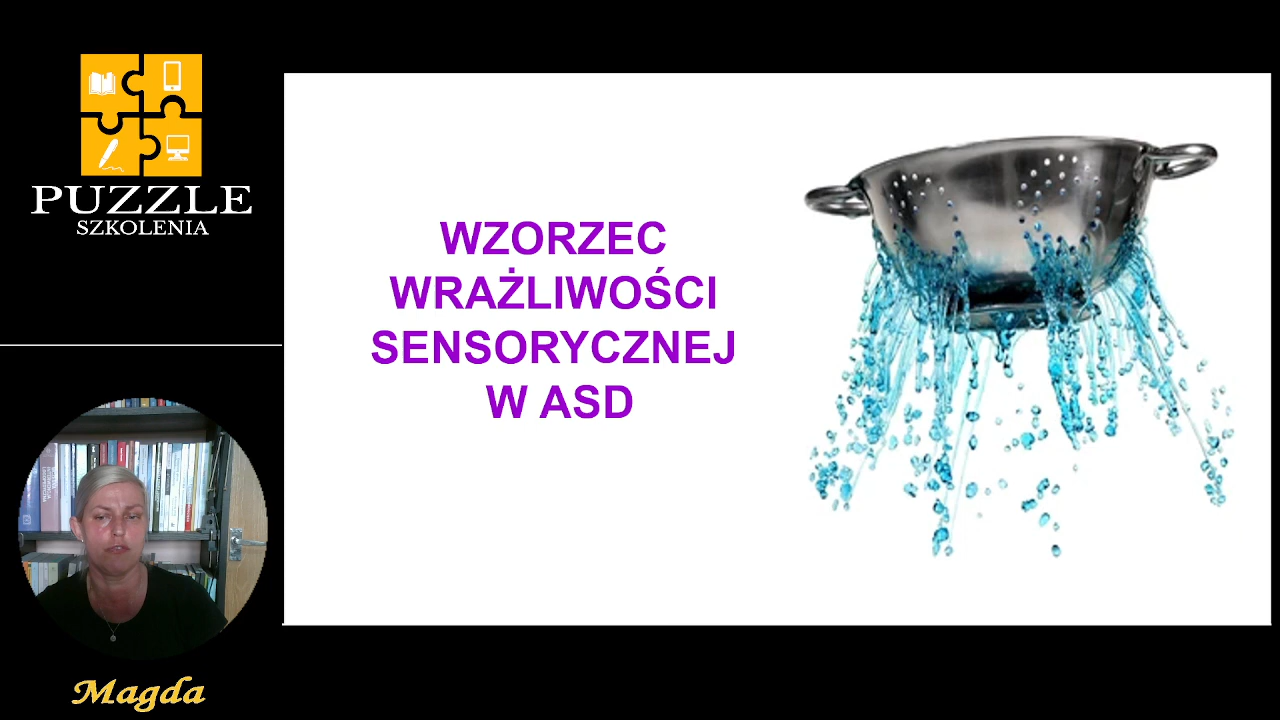 PUZZLE
SZKOLENIA
WZORZEC
WRAŻLIWOŚCI
SENSORYCZNEJ
W ASD
Magda